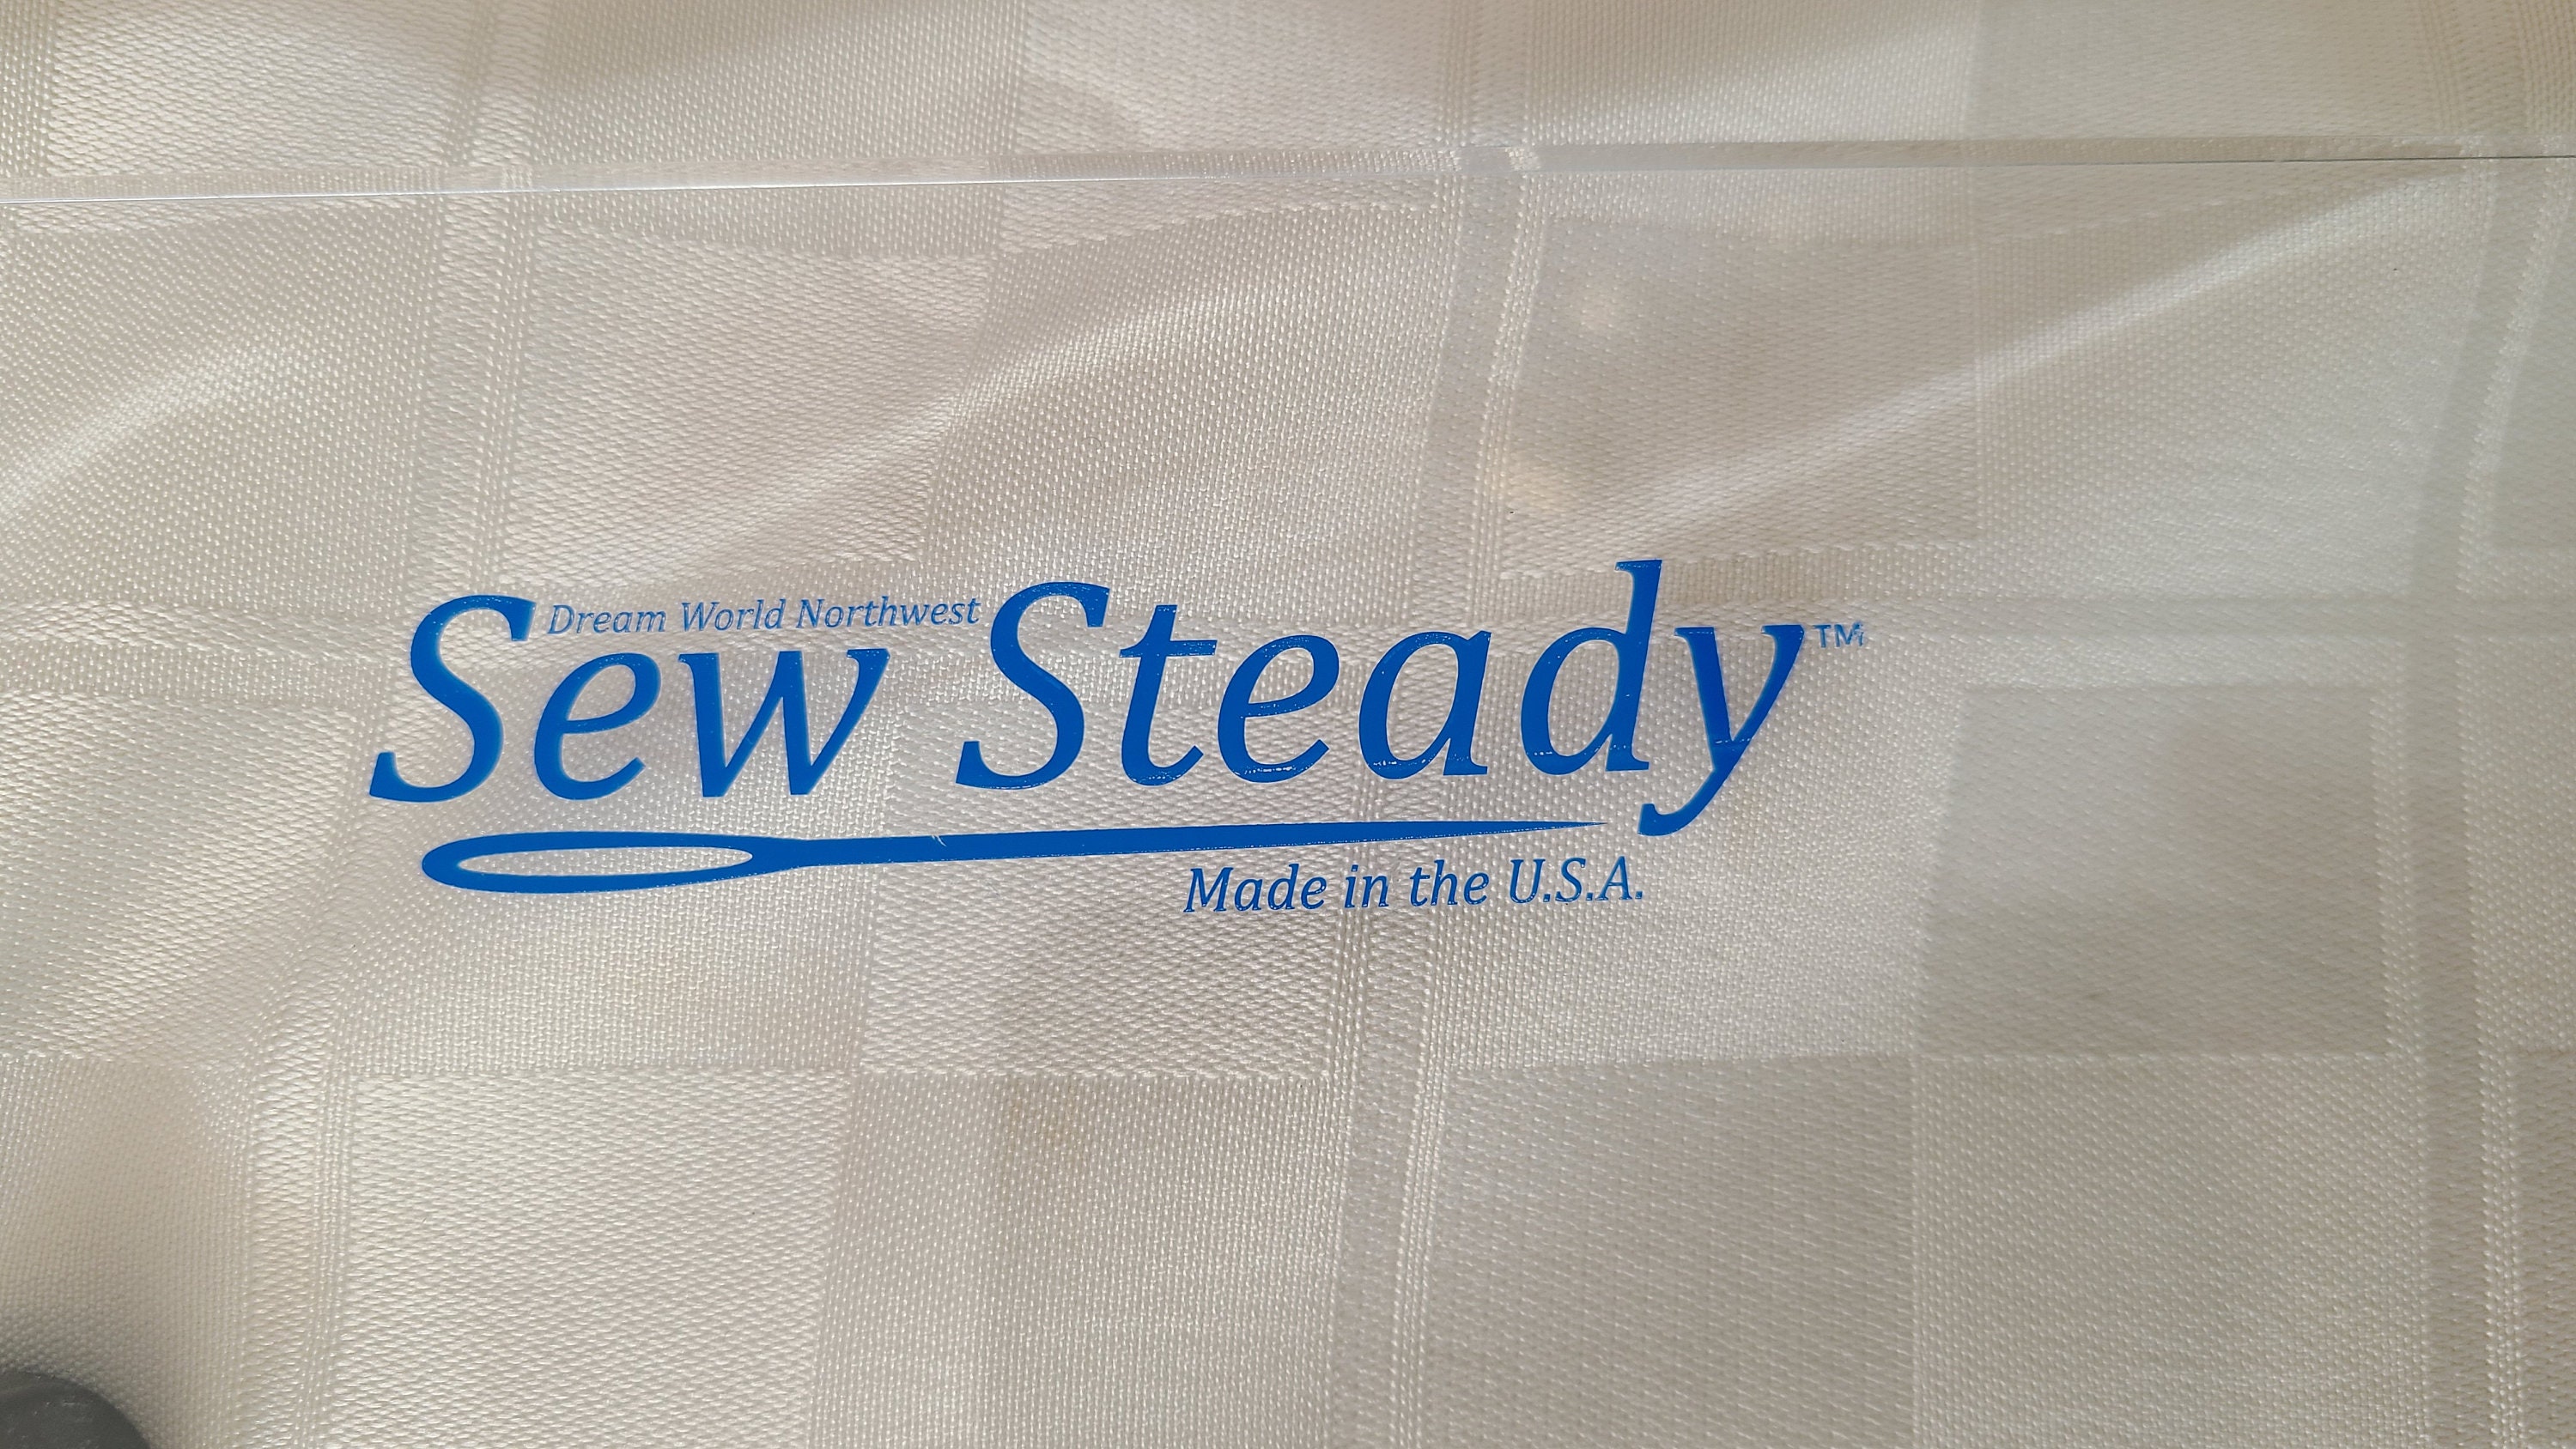 Dream World Northwest
Sew Steady™
Made in the U.S.A.